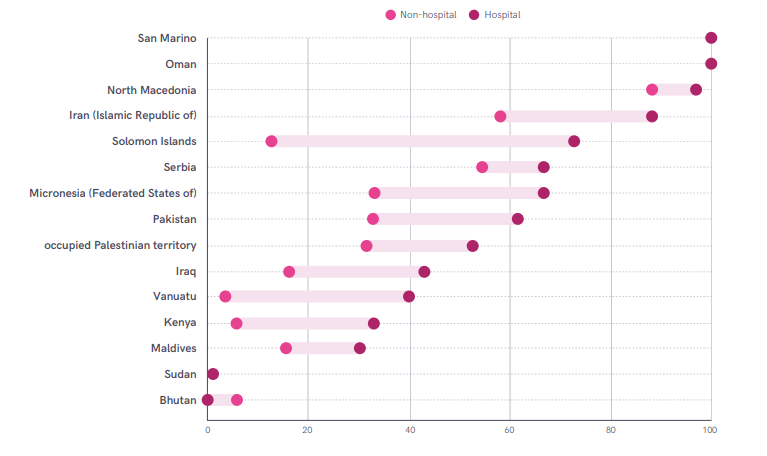 Non-hospital Hospital
San Marino
Oman
North Macedonia
Iran (Islamic Republic of)
Solomon Islands
Serbia
Micronesia (Federated States of)
Pakistan
occupied Palestinian territory
Iraq
Vanuatu
Kenya
Maldives
Sudan
Bhutan
0 20 40 60 80 100